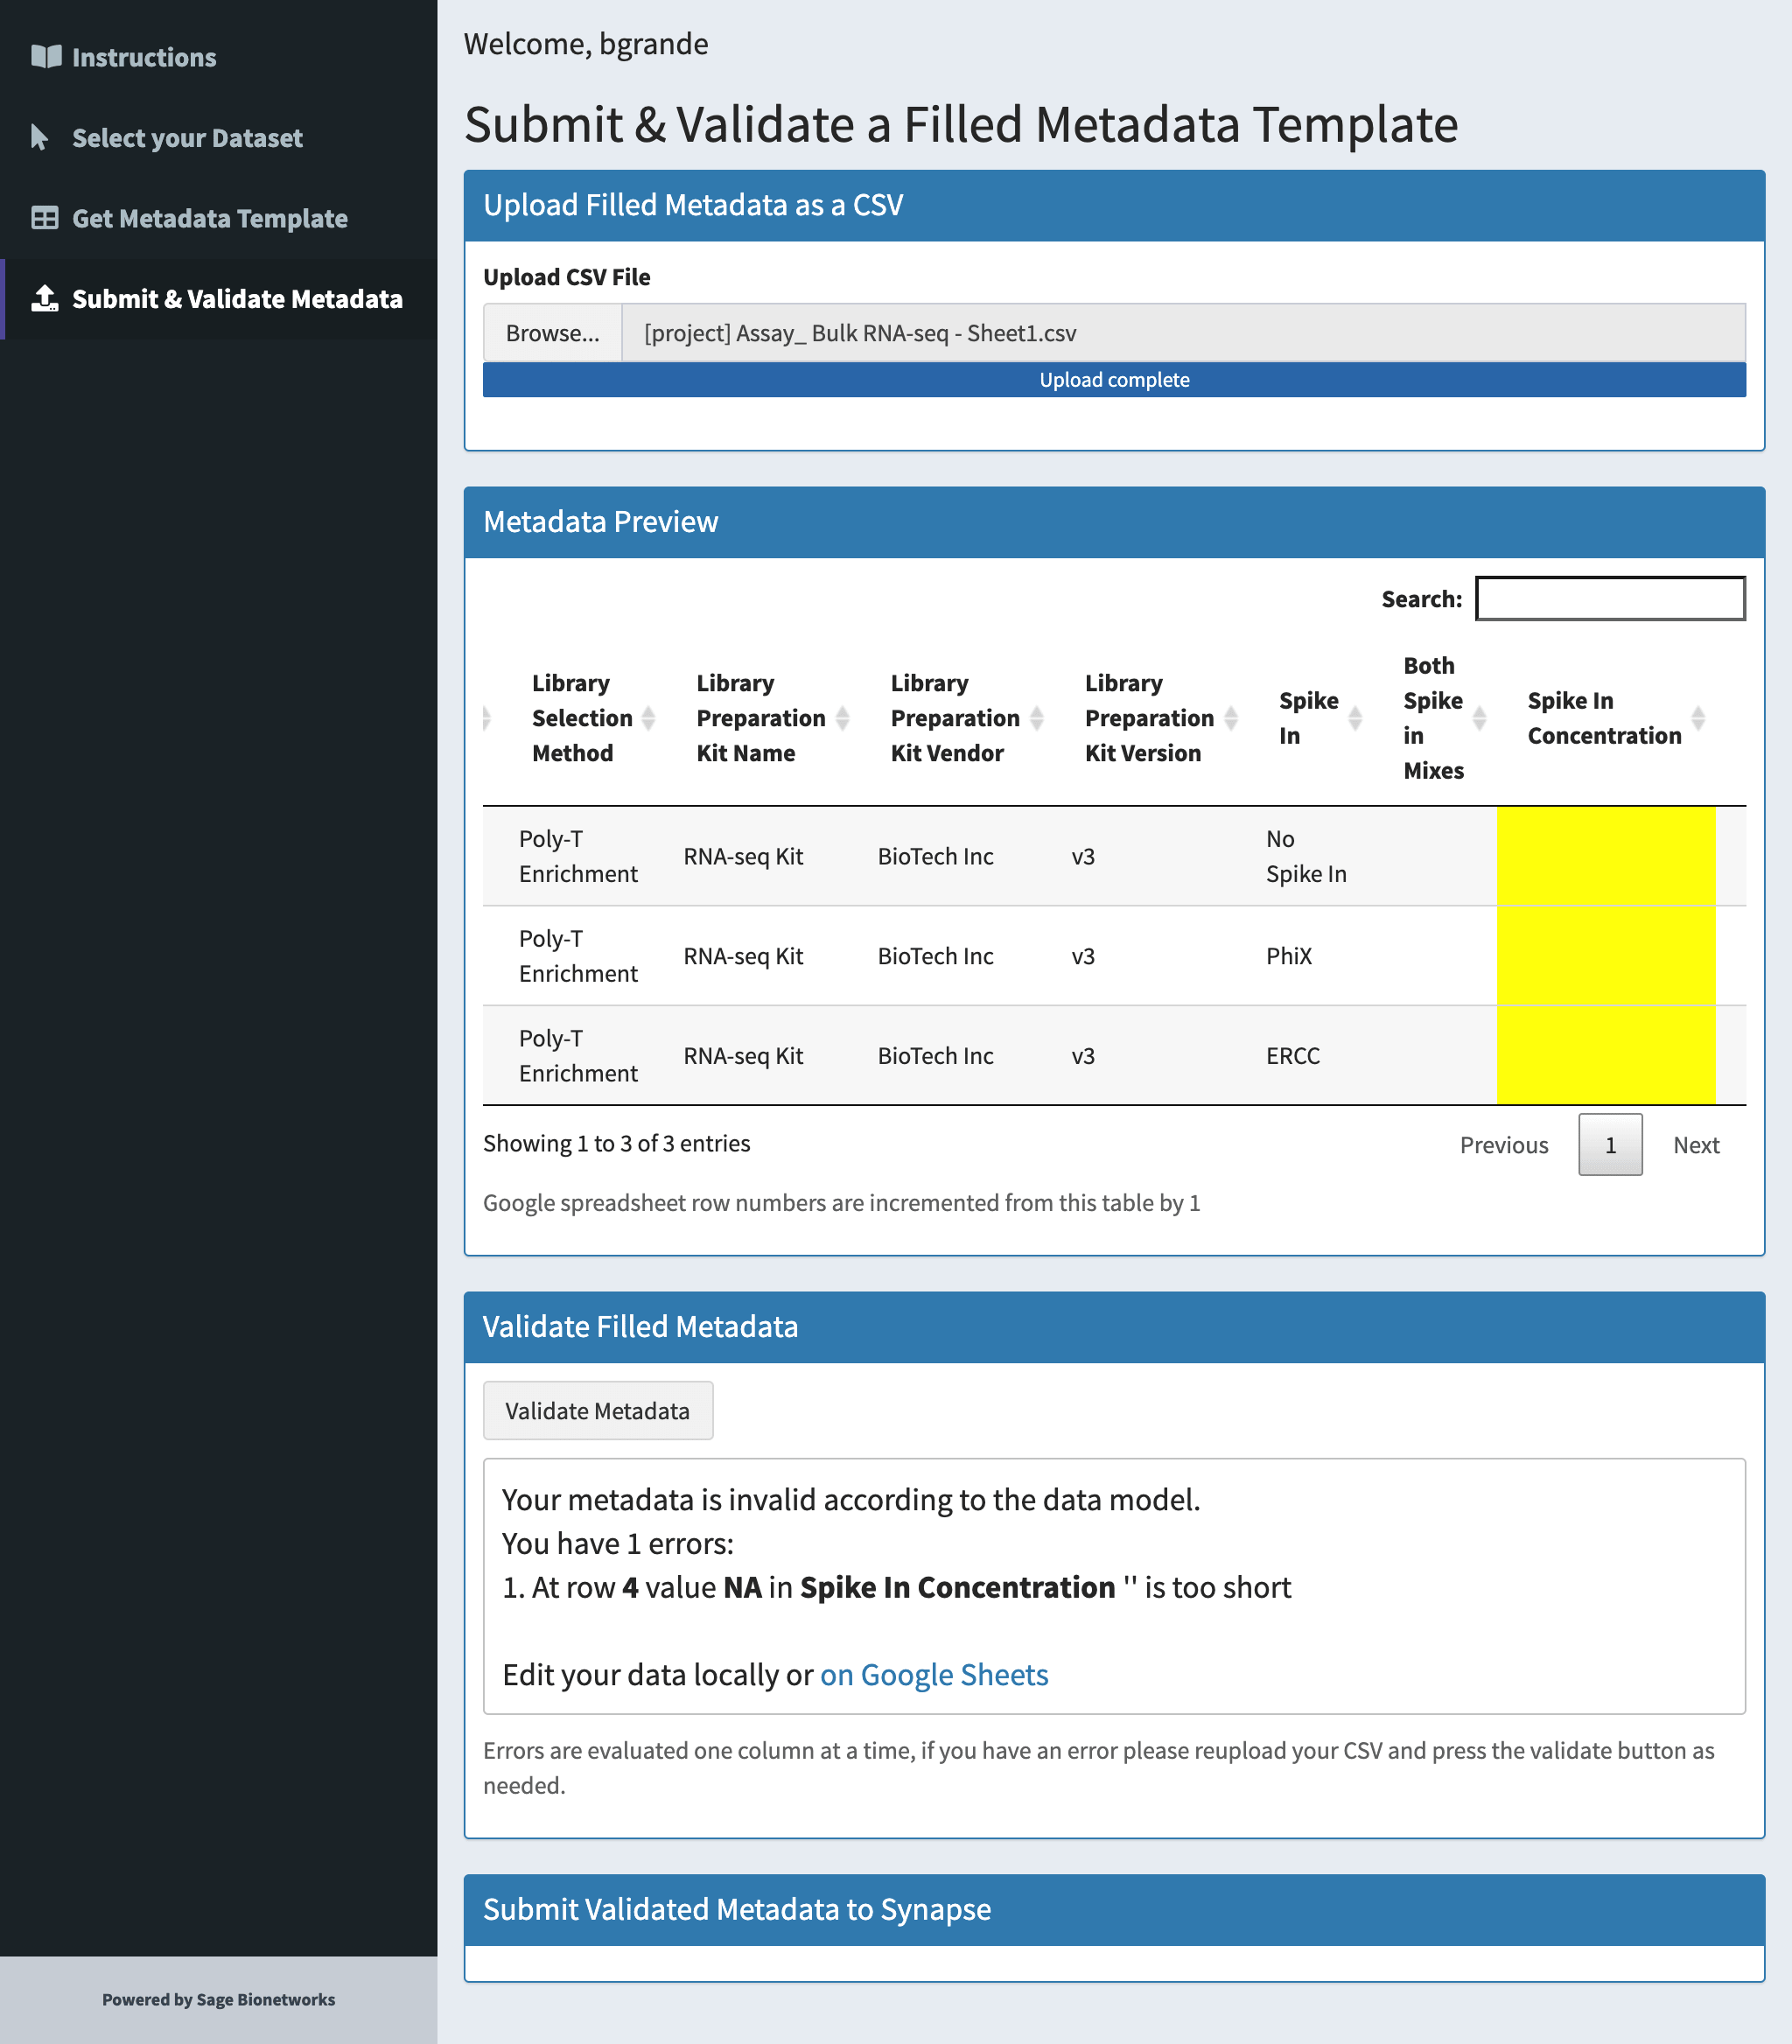 Instructions
Select your Dataset
Get Metadata Template
Submit & Validate Metadata
Powered by Sage Bionetworks
Welcome, bgrande
Submit & Validate a Filled Metadata Template
Upload Filled Metadata as a CSV
Upload CSV File
Browse... [project] Assay_ Bulk RNA-seq - Sheet1.csv
Upload complete
Metadata Preview
Search:
Library Selection Method Library Preparation Kit Name Library Preparation Kit Vendor Library Preparation Kit Version Spike In Both Spike in Mixes Spike In Concentration
Poly-T Enrichment RNA-seq Kit BioTech Inc v3 No Spike In
Poly-T Enrichment RNA-seq Kit BioTech Inc v3 PhiX
Poly-T Enrichment RNA-seq Kit BioTech Inc v3 ERCC
Showing 1 to 3 of 3 entries
Previous 1 Next
Google spreadsheet row numbers are incremented from this table by 1
Validate Filled Metadata
Validate Metadata
Your metadata is invalid according to the data model.
You have 1 errors:
1. At row 4 value NA in Spike In Concentration '' is too short
Edit your data locally or on Google Sheets
Errors are evaluated one column at a time, if you have an error please reupload your CSV and press the validate button as
needed.
Submit Validated Metadata to Synapse